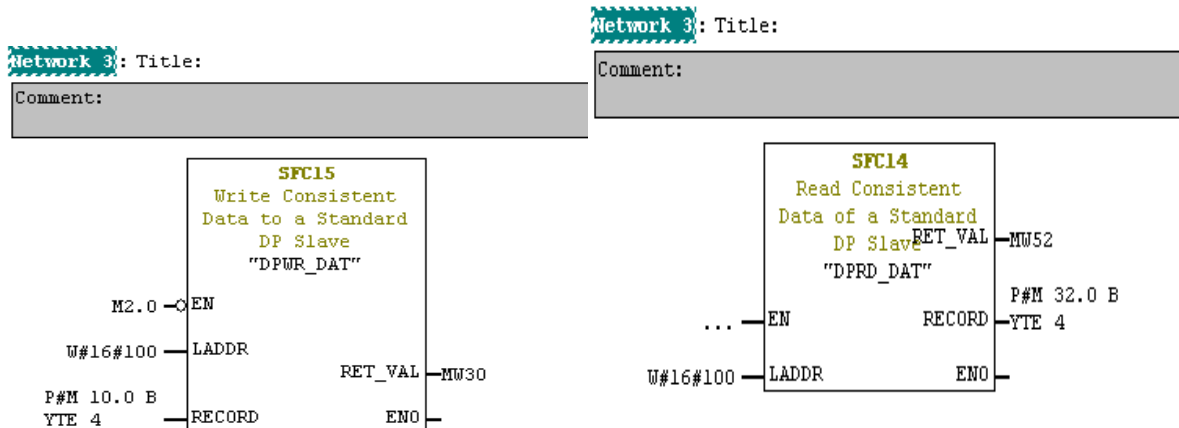 Network 3: Title:
Comment:
SFC15
Write Consistent
Data to a Standard
DP Slave
"DPWR_DAT"
M2.0 EN
W#16#100 LADDR
RET_VAL MW30
P#M 10.0 B
YTE 4 RECORD ENO
Network 3: Title:
Comment:
SFC14
Read Consistent
Data of a Standard
DP Slave
RET_VAL MW52
"DPRD_DAT"
P#M 32.0 B
... EN RECORD YTE 4
W#16#100 LADDR ENO